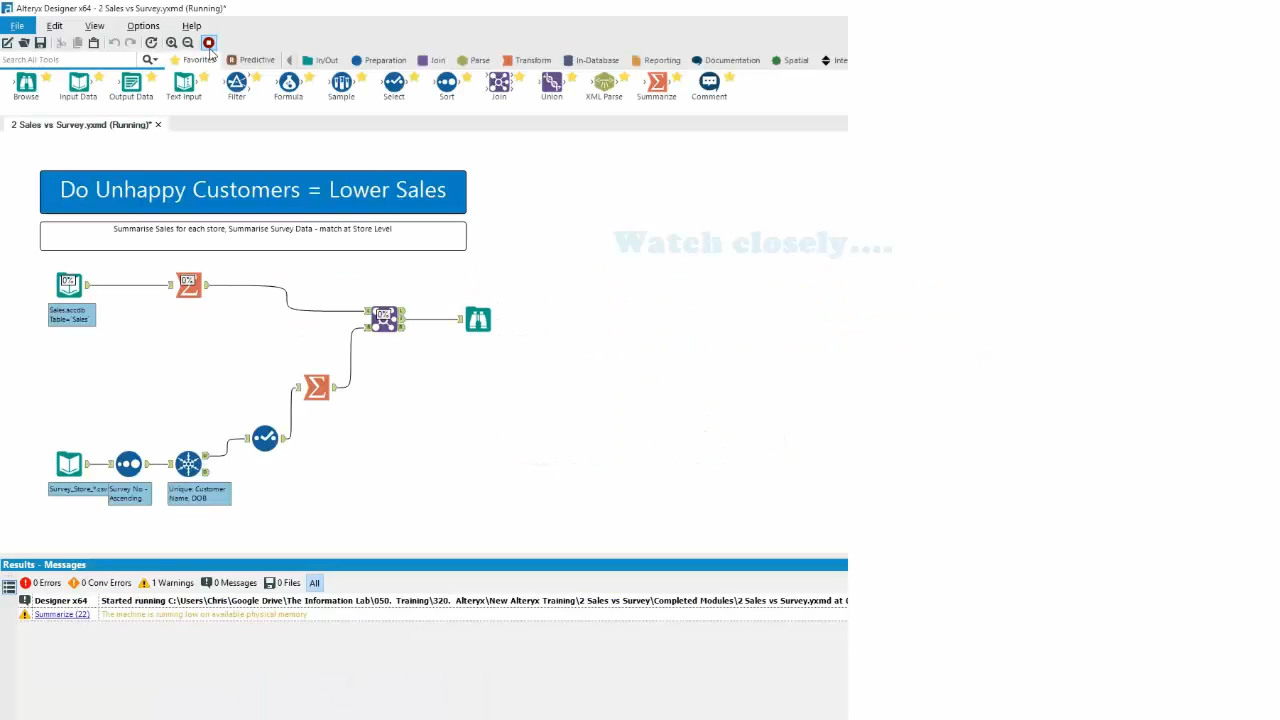 Alteryx Designer x64 - 2 Sales vs Survey.yxmd (Running)*
File Edit View Options Help
Search All Tools Favorites Predictive In/Out Preparation Join Parse Transform In-Database Reporting Documentation Spatial Inte
Browse Input Data Output Data Text Input Filter Formula Sample Select Sort Join Union XML Parse Summarize Comment
2 Sales vs Survey.yxmd (Running)* ×
Do Unhappy Customers = Lower Sales
Summarise Sales for each store, Summarise Survey Data - match at Store Level
Watch closely....
0% 0%
Sales.accdb
Table=`Sales`
0%
Survey_Store_*.csv Survey No - Unique: Customer
Ascending Name, DOB
Results - Messages
0 Errors 0 Conv Errors 1 Warnings 0 Messages 0 Files All
Designer x64 Started running C:\Users\Chris\Google Drive\The Information Lab\050. Training\320. Alteryx\New Alteryx Training\2 Sales vs Survey\Completed Modules\2 Sales vs Survey.yxmd at
Summarize (22) The machine is running low on available physical memory